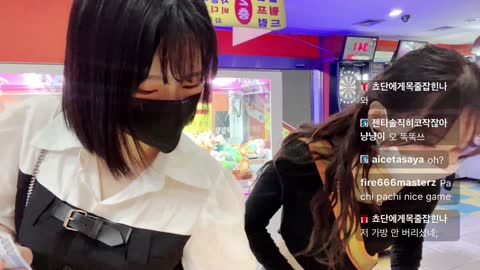 죠단에게목줄잡힌나
와
젠타솔직히코작잖아
냥냥이 오 똑똑쓰
aicetasaya oh?
fire666masterz Pa
chi pachi nice game
죠단에게목줄잡힌나
저 가방 안 버리셨네;